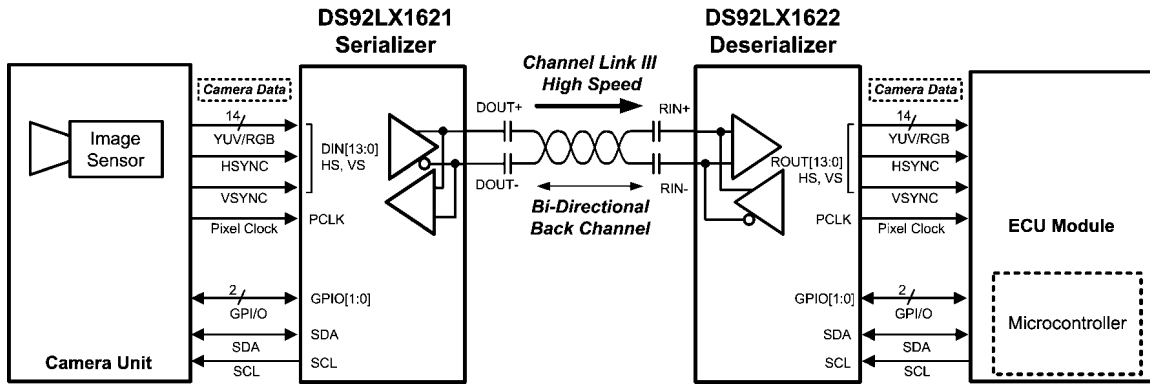 DS92LX1621
Serializer
DS92LX1622
Deserializer
Camera Data
Channel Link III
High Speed
Camera Data
Image
Sensor
14
YUV/RGB
HSYNC
VSYNC
Pixel Clock
2
GPI/O
SDA
SCL
Camera Unit
DIN[13:0]
HS, VS
PCLK
GPIO[1:0]
SDA
SCL
DOUT+
DOUT-
Bi-Directional
Back Channel
RIN+
RIN-
ROUT[13:0]
HS, VS
PCLK
GPIO[1:0]
SDA
SCL
14
YUV/RGB
HSYNC
VSYNC
Pixel Clock
2
GPI/O
SDA
SCL
ECU Module
Microcontroller